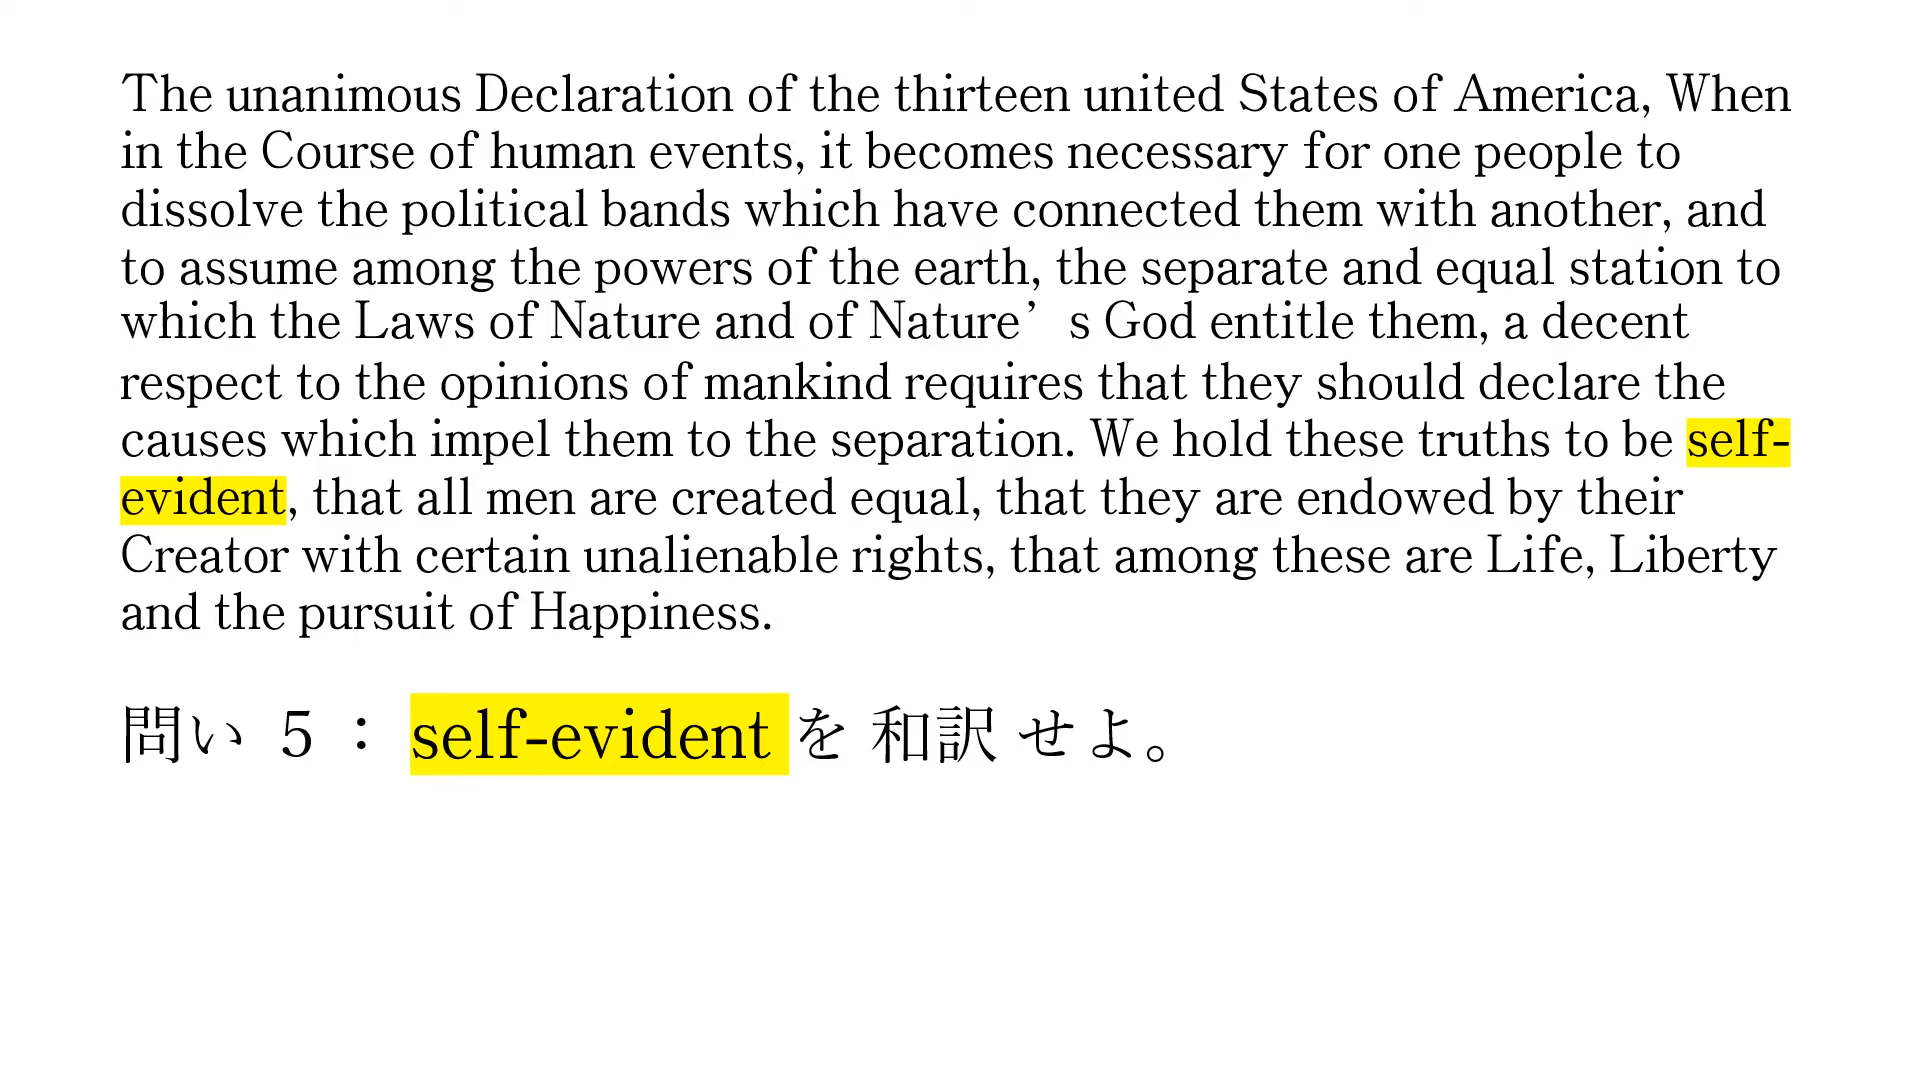 The unanimous Declaration of the thirteen united States of America, When
in the Course of human events, it becomes necessary for one people to
dissolve the political bands which have connected them with another, and
to assume among the powers of the earth, the separate and equal station to
which the Laws of Nature and of Nature’s God entitle them, a decent
respect to the opinions of mankind requires that they should declare the
causes which impel them to the separation. We hold these truths to be self-
evident, that all men are created equal, that they are endowed by their
Creator with certain unalienable rights, that among these are Life, Liberty
and the pursuit of Happiness.
問い ５： self-evident を 和訳 せよ。